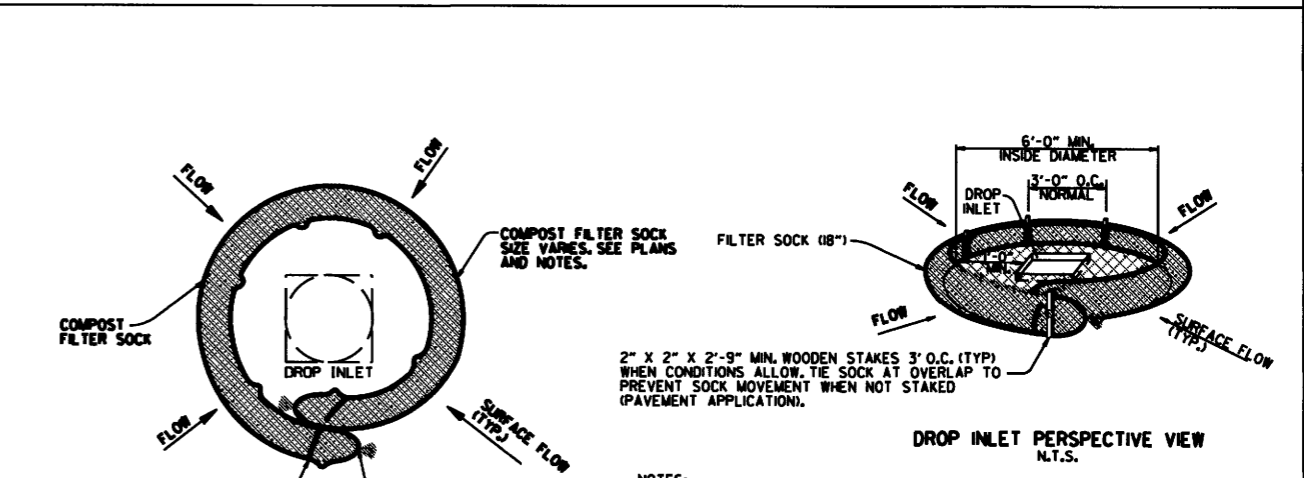 FLOW
FLOW
COMPOST FILTER SOCK
SIZE VARIES. SEE PLANS
AND NOTES.
COMPOST
FILTER SOCK
DROP INLET
FLOW
SURFACE FLOW
(TYP.)
6'-0" MIN.
INSIDE DIAMETER
3'-0" O.C.
NORMAL
DROP
INLET
FLOW
FLOW
FILTER SOCK (18")
MIN.
FLOW
SURFACE FLOW
(TYP.)
2" X 2" X 2'-9" MIN. WOODEN STAKES 3' O.C. (TYP)
WHEN CONDITIONS ALLOW. TIE SOCK AT OVERLAP TO
PREVENT SOCK MOVEMENT WHEN NOT STAKED
(PAVEMENT APPLICATION).
DROP INLET PERSPECTIVE VIEW
N.T.S.
NOTES: